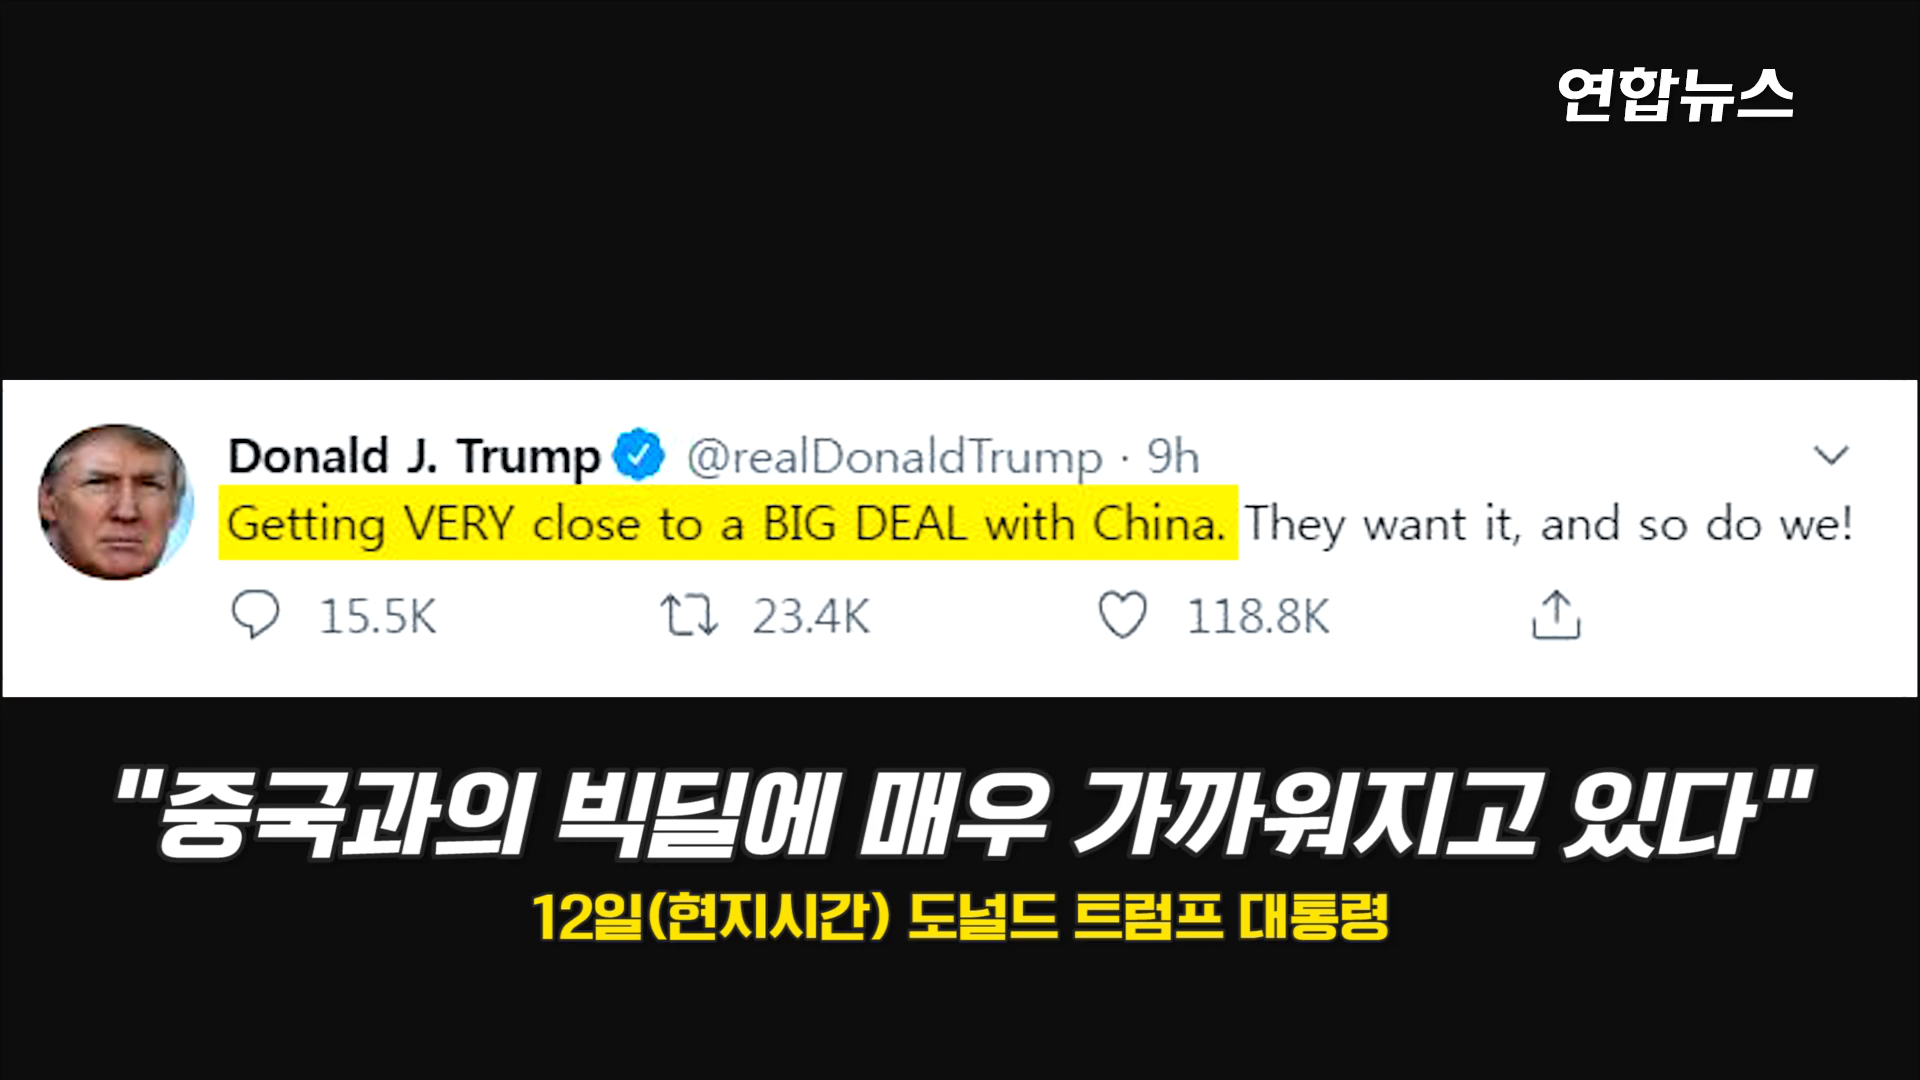 연합뉴스
Donald J. Trump @realDonaldTrump · 9h
Getting VERY close to a BIG DEAL with China. They want it, and so do we!
15.5K 23.4K 118.8K
"중국과의 빅딜에 매우 가까워지고 있다"
12일(현지시간) 도널드 트럼프 대통령